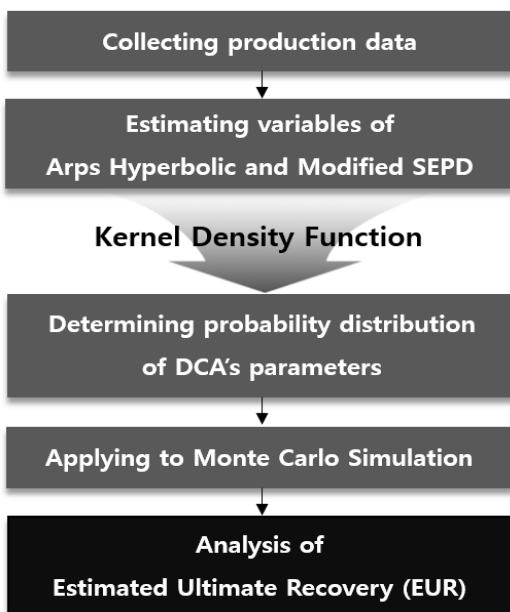 Collecting production data
Estimating variables of
Arps Hyperbolic and Modified SEPD
Kernel Density Function
Determining probability distribution
of DCA's parameters
Applying to Monte Carlo Simulation
Analysis of
Estimated Ultimate Recovery (EUR)